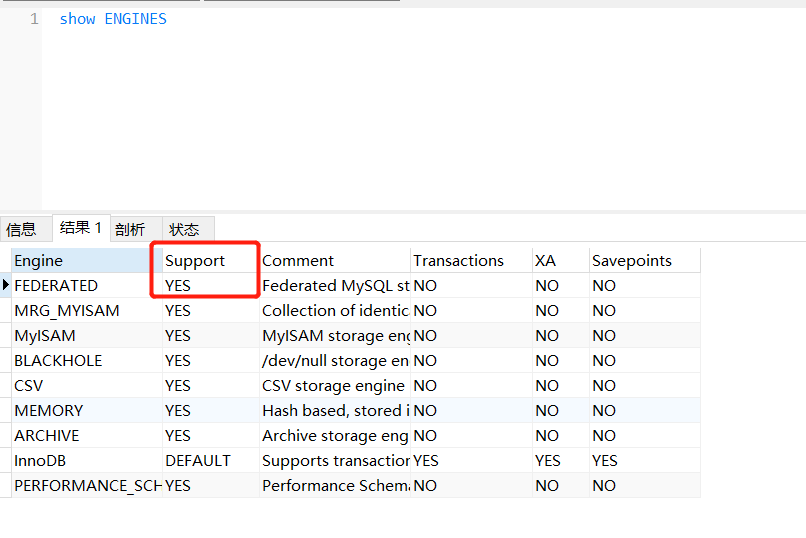 1 show ENGINES
信息 结果 1 剖析 状态
Engine Support Comment Transactions XA Savepoints
FEDERATED YES Federated MySQL st NO NO NO
MRG_MYISAM YES Collection of identic NO NO NO
MyISAM YES MyISAM storage eng NO NO NO
BLACKHOLE YES /dev/null storage en NO NO NO
CSV YES CSV storage engine NO NO NO
MEMORY YES Hash based, stored i NO NO NO
ARCHIVE YES Archive storage eng NO NO NO
InnoDB DEFAULT Supports transaction YES YES YES
PERFORMANCE_SCH YES Performance Schema NO NO NO